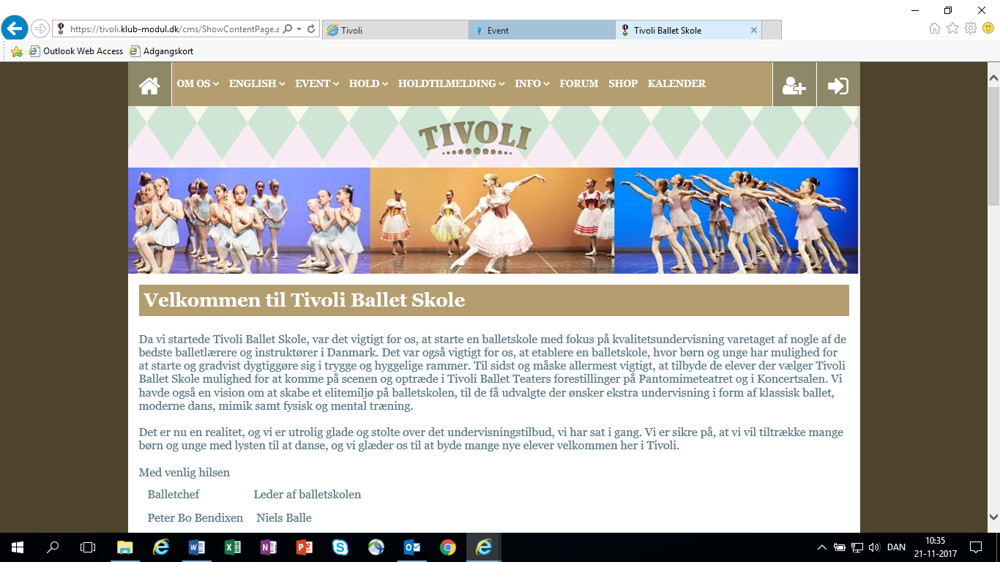 https://tivoli.klub-modul.dk/cms/ShowContentPage.a
Tivoli
Event
Tivoli Ballet Skole
Outlook Web Access
Adgangskort
OM OS
ENGLISH
EVENT
HOLD
HOLDTILMELDING
INFO
FORUM
SHOP
KALENDER
TIVOLI
Velkommen til Tivoli Ballet Skole
Da vi startede Tivoli Ballet Skole, var det vigtigt for os, at starte en balletskole med fokus på kvalitetsundervisning varetaget af nogle af de
bedste balletlærere og instruktører i Danmark. Det var også vigtigt for os, at etablere en balletskole, hvor børn og unge har mulighed for
at starte og gradvist dygtiggøre sig i trygge og hyggelige rammer. Til sidst og måske allermest vigtigt, at tilbyde de elever der vælger Tivoli
Ballet Skole mulighed for at komme på scenen og optræde i Tivoli Ballet Teaters forestillinger på Pantomimeteatret og i Koncertsalen. Vi
havde også en vision om at skabe et elitemiljø på balletskolen, til de få udvalgte der ønsker ekstra undervisning i form af klassisk ballet,
moderne dans, mimik samt fysisk og mental træning.
Det er nu en realitet, og vi er utrolig glade og stolte over det undervisningstilbud, vi har sat i gang. Vi er sikre på, at vi vil tiltrække mange
børn og unge med lysten til at danse, og vi glæder os til at byde mange nye elever velkommen her i Tivoli.
Med venlig hilsen
Balletchef Leder af balletskolen
Peter Bo Bendixen Niels Balle
DAN
10:35
21-11-2017